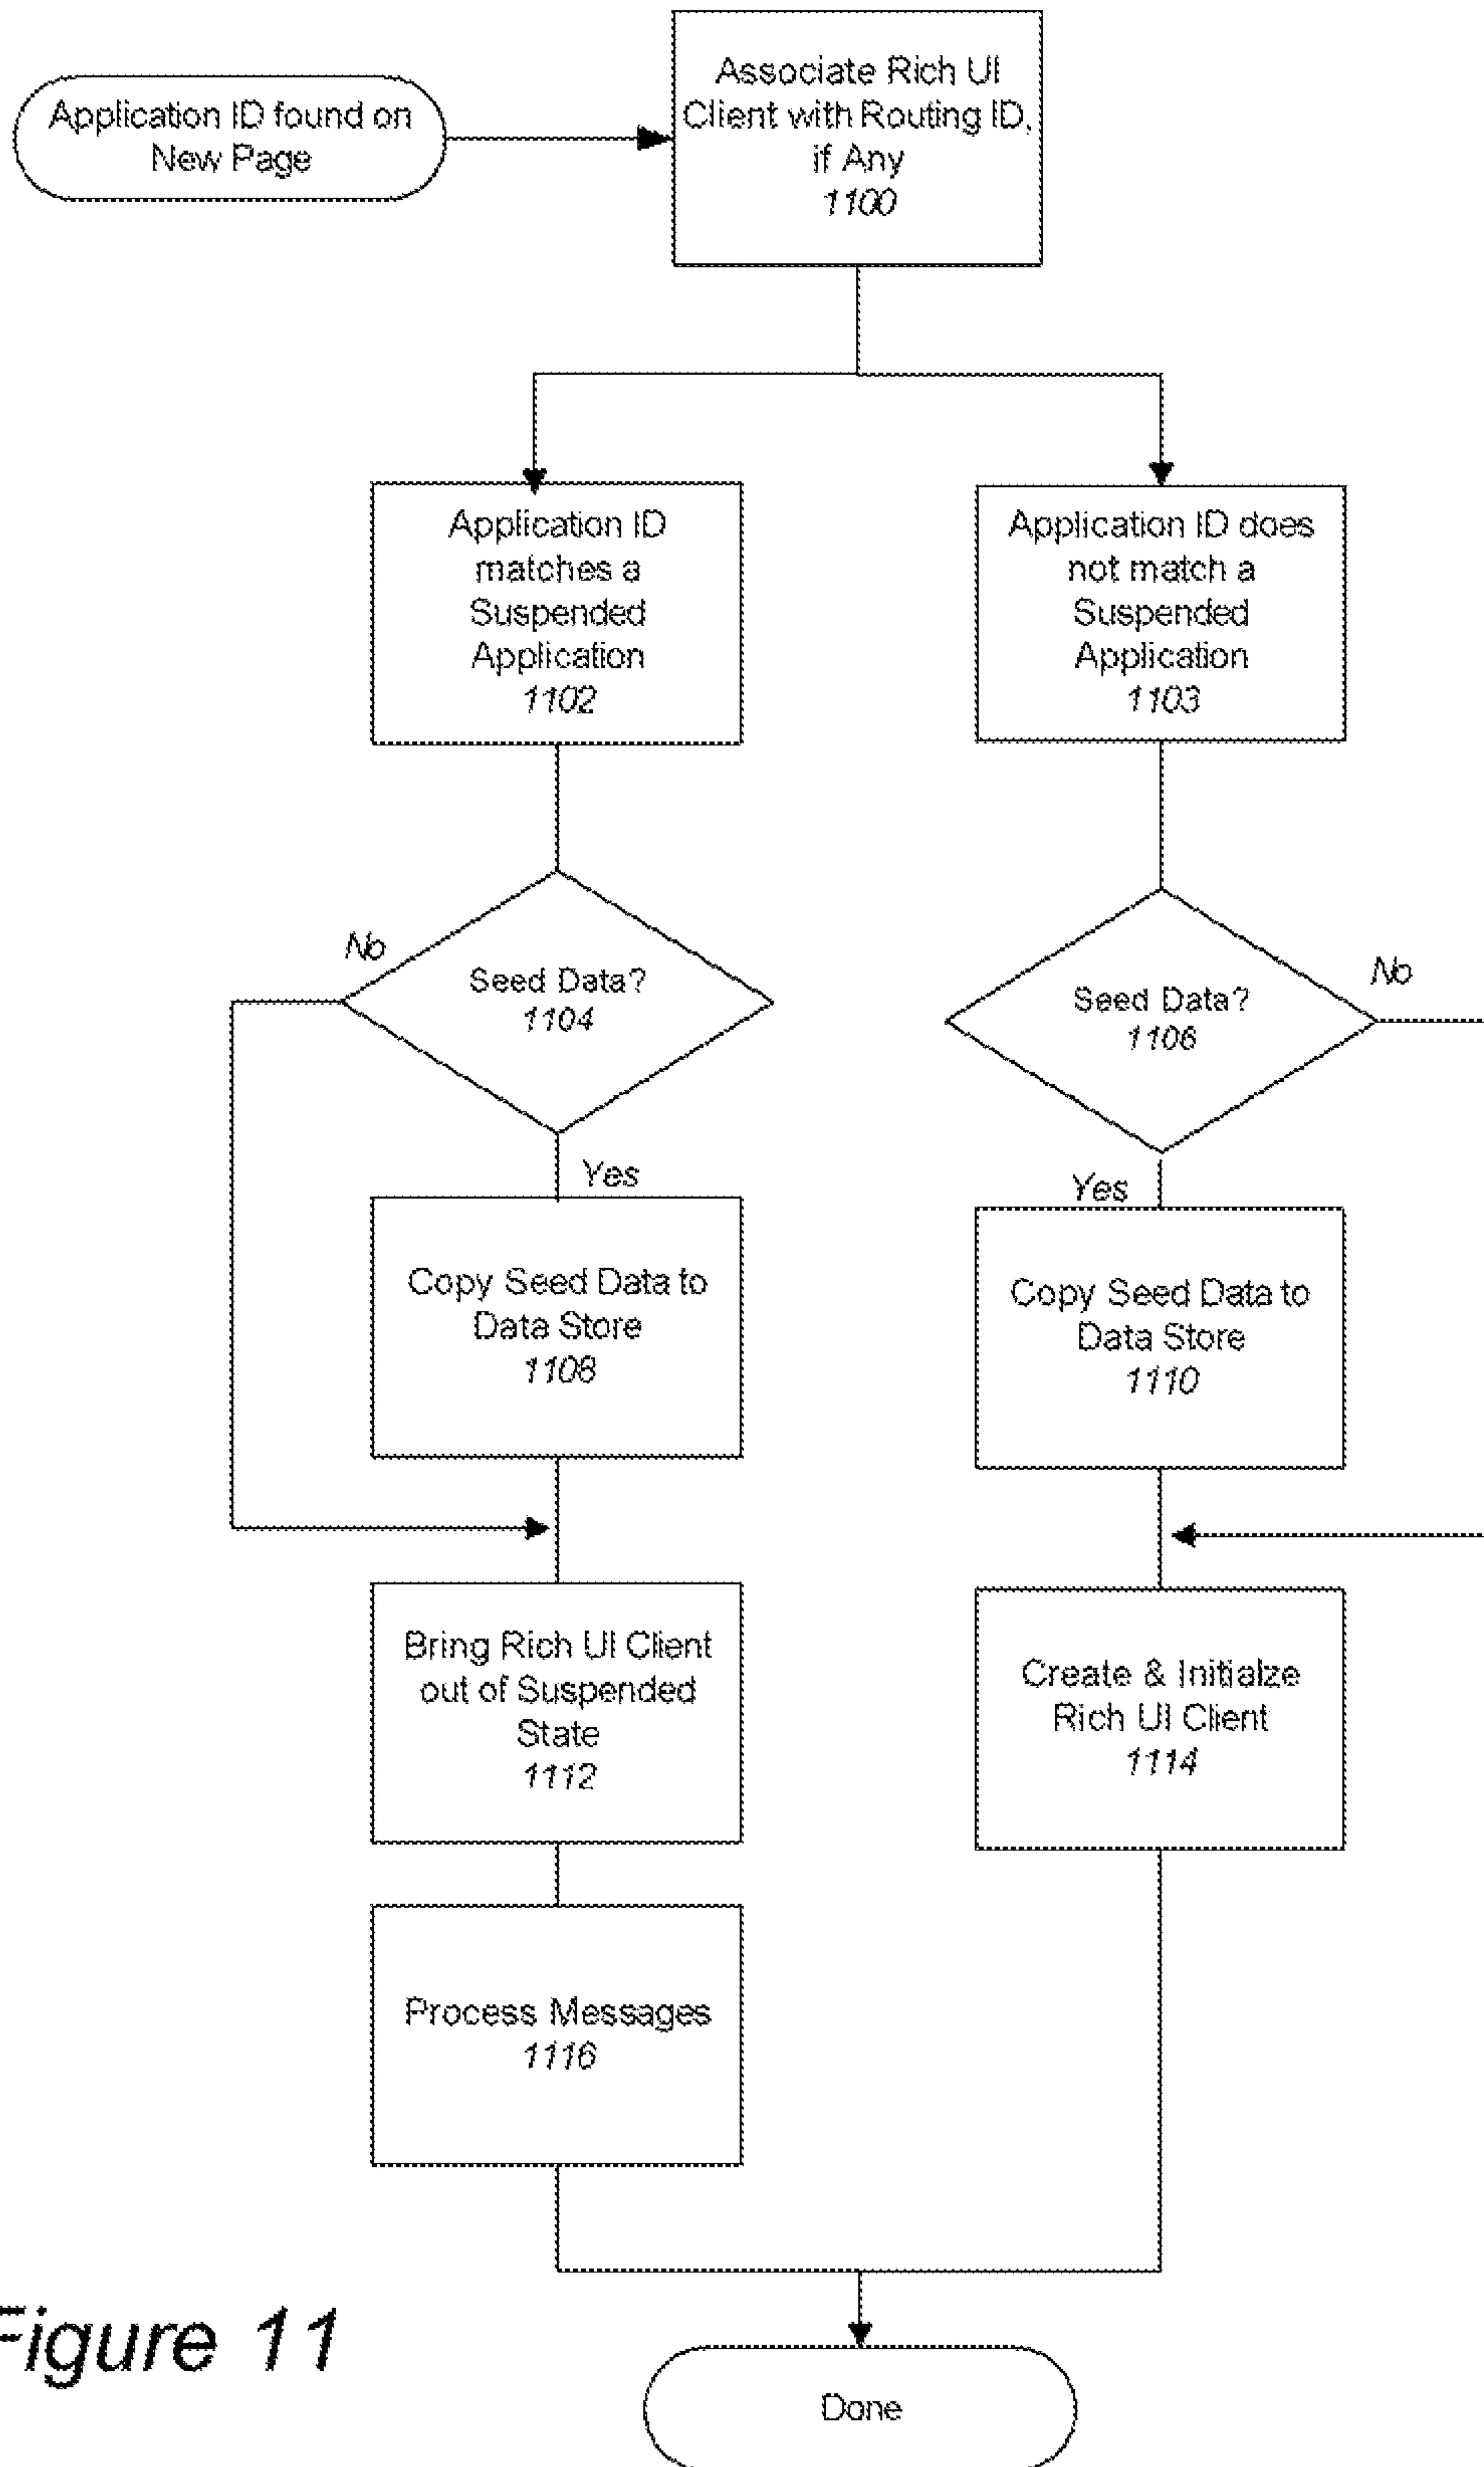 Application ID found on
New Page
Associate Rich UI
Client with Routing ID,
if Any
1100
Application ID
matches a
Suspended
Application
1102
Application ID does
not match a
Suspended
Application
1103
No
Seed Data?
1104
Yes
No
Seed Data?
1106
Yes
Copy Seed Data to
Data Store
1108
Copy Seed Data to
Data Store
1110
Bring Rich UI Client
out of Suspended
State
1112
Create & Initialze
Rich UI Client
1114
Process Messages
1116
Figure 11
Done